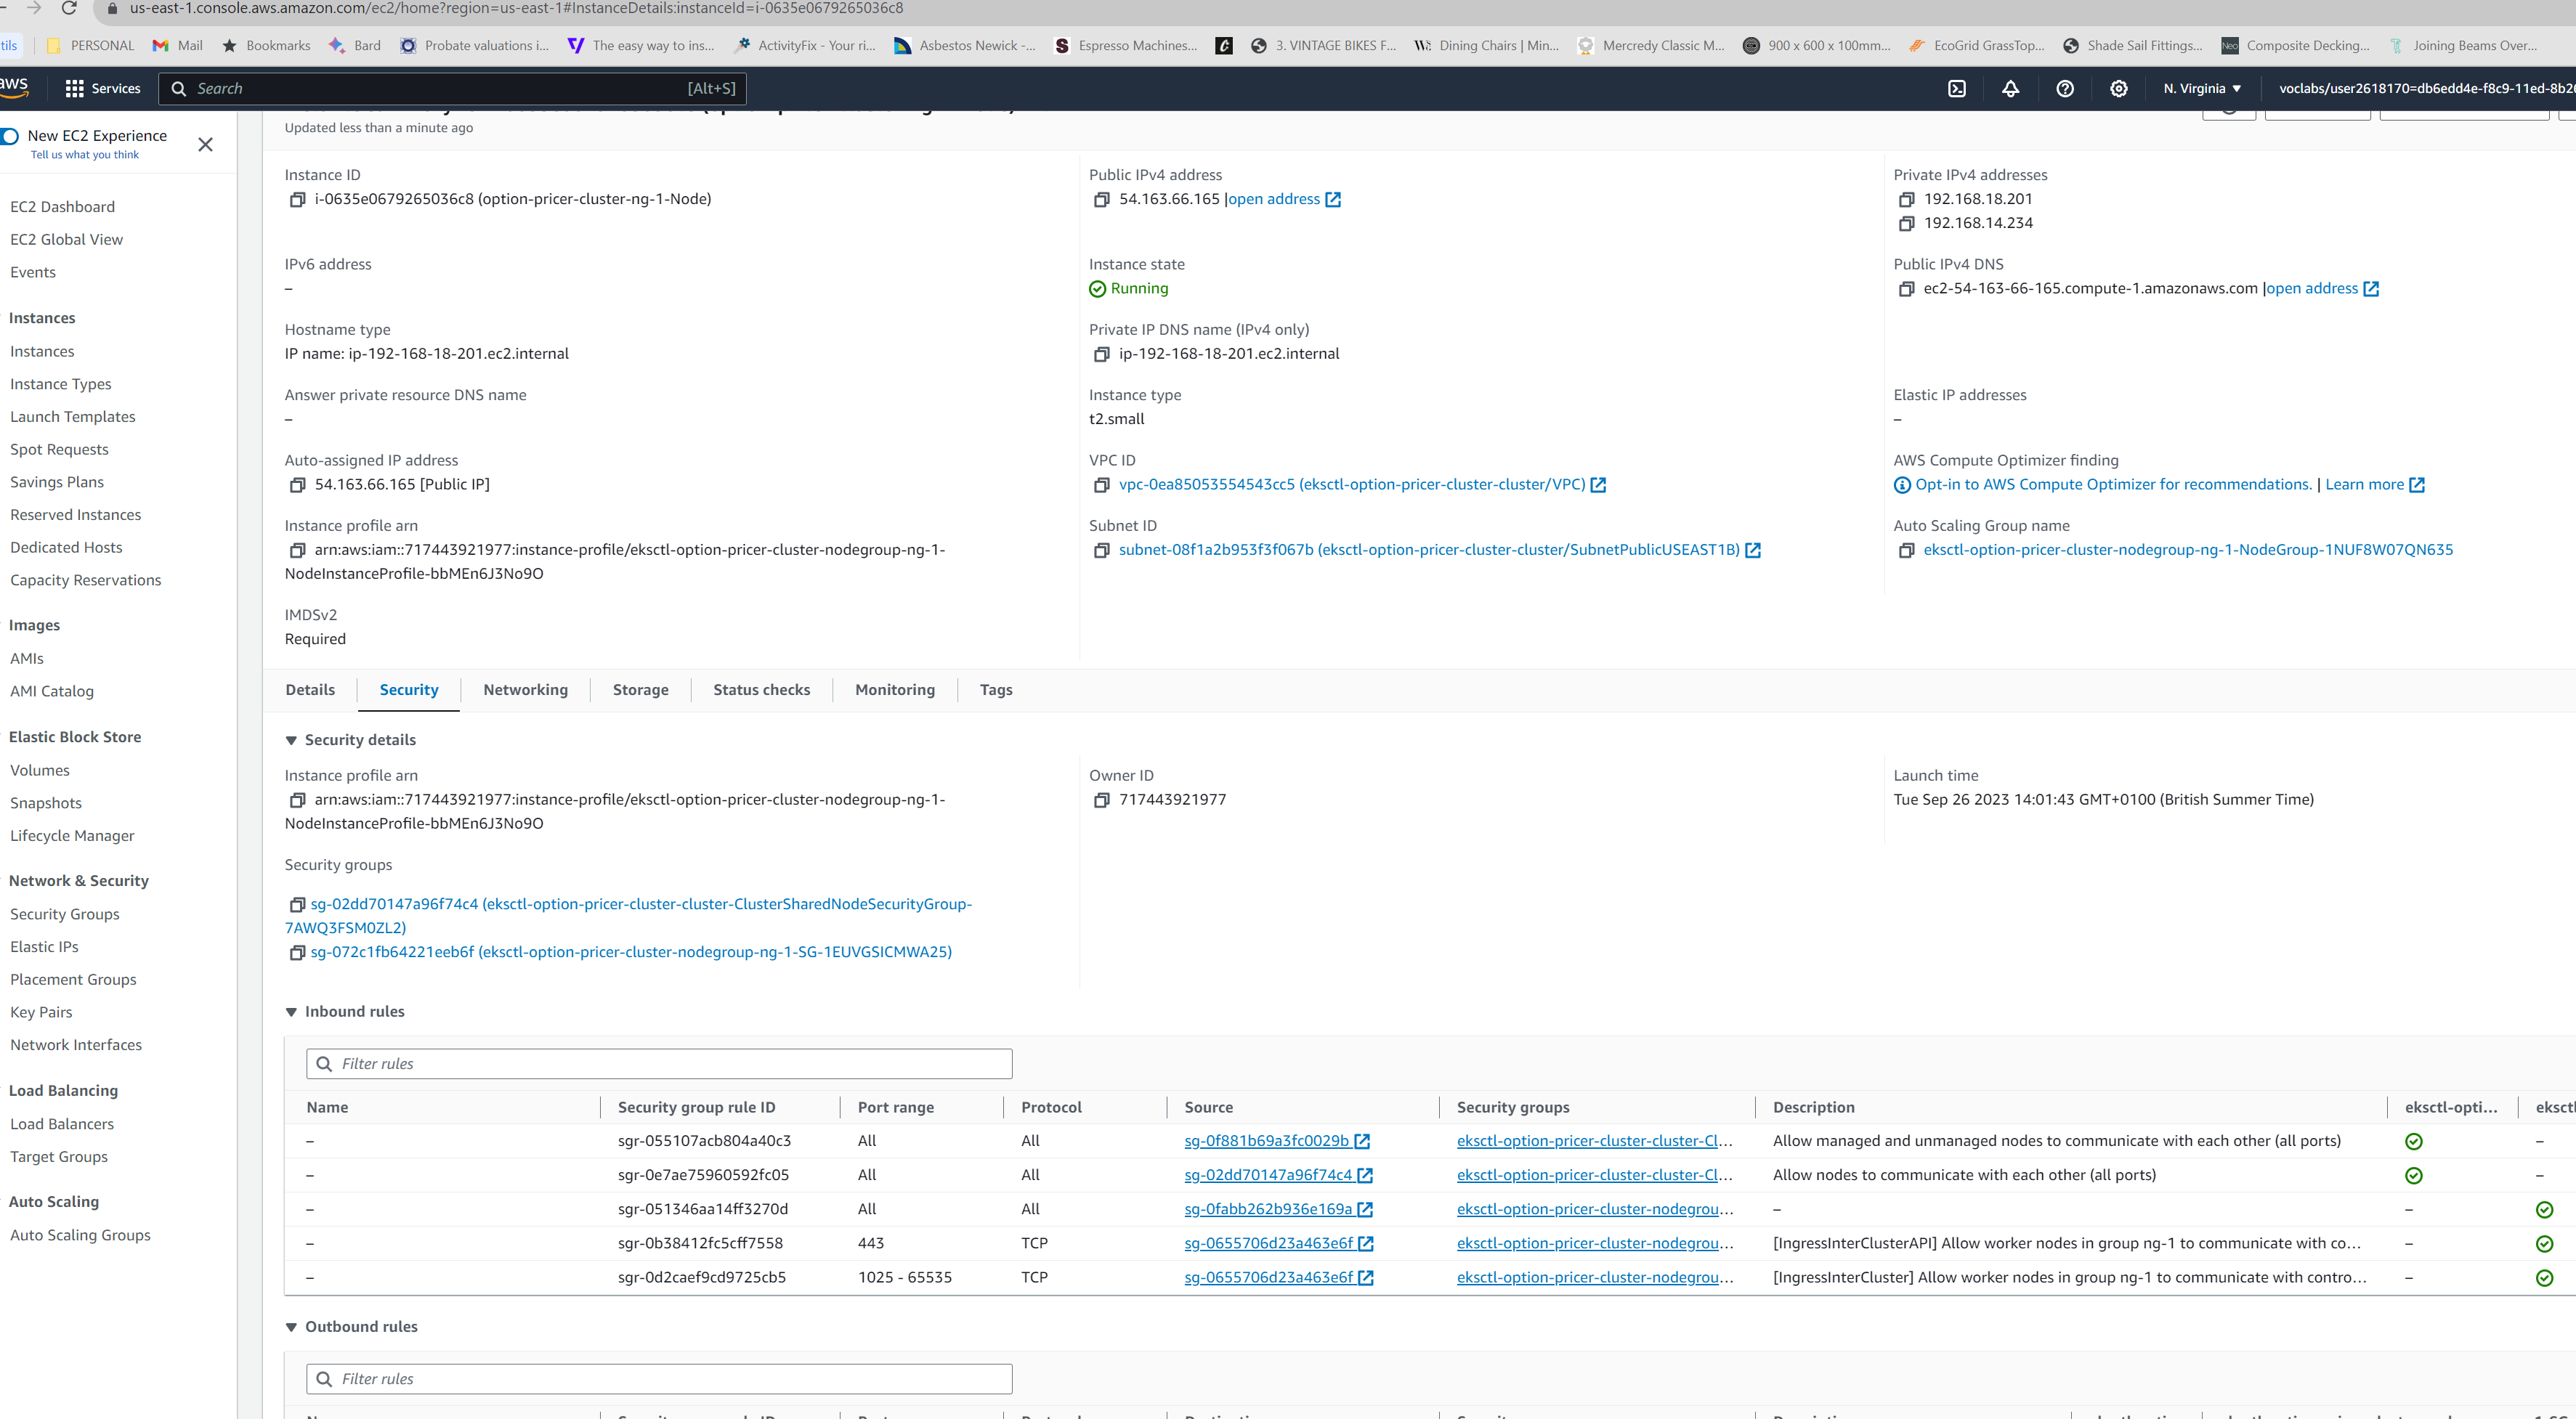 us-east-1.console.aws.amazon.com/ec2/home?region=us-east-1#InstanceDetails:instanceId=i-0635e0679265036c8
tils PERSONAL Mail Bookmarks Bard Probate valuations i... The easy way to ins... ActivityFix - Your ri... Asbestos Newick -... Espresso Machines... 3. VINTAGE BIKES F... Dining Chairs | Min... Mercredy Classic M... 900 x 600 x 100mm... EcoGrid GrassTop... Shade Sail Fittings... Composite Decking... Joining Beams Over...
aws Services Search [Alt+S] N. Virginia voclabs/user2618170=db6edd4e-f8c9-11ed-8b2
New EC2 Experience
Tell us what you think
EC2 Dashboard
EC2 Global View
Events
Instances
Instances
Instance Types
Launch Templates
Spot Requests
Savings Plans
Reserved Instances
Dedicated Hosts
Capacity Reservations
Images
AMIs
AMI Catalog
Elastic Block Store
Volumes
Snapshots
Lifecycle Manager
Network & Security
Security Groups
Elastic IPs
Placement Groups
Key Pairs
Network Interfaces
Load Balancing
Load Balancers
Target Groups
Auto Scaling
Auto Scaling Groups
Updated less than a minute ago
Instance ID
i-0635e0679265036c8 (option-pricer-cluster-ng-1-Node)
Public IPv4 address
54.163.66.165 |open address
Private IPv4 addresses
192.168.18.201
192.168.14.234
IPv6 address
–
Instance state
Running
Public IPv4 DNS
ec2-54-163-66-165.compute-1.amazonaws.com |open address
Hostname type
IP name: ip-192-168-18-201.ec2.internal
Private IP DNS name (IPv4 only)
ip-192-168-18-201.ec2.internal
Answer private resource DNS name
–
Instance type
t2.small
Elastic IP addresses
–
Auto-assigned IP address
54.163.66.165 [Public IP]
VPC ID
vpc-0ea85053554543cc5 (eksctl-option-pricer-cluster-cluster/VPC)
AWS Compute Optimizer finding
Opt-in to AWS Compute Optimizer for recommendations. | Learn more
Instance profile arn
arn:aws:iam::717443921977:instance-profile/eksctl-option-pricer-cluster-nodegroup-ng-1-
NodeInstanceProfile-bbMEn6J3No9O
Subnet ID
subnet-08f1a2b953f3f067b (eksctl-option-pricer-cluster-cluster/SubnetPublicUSEAST1B)
Auto Scaling Group name
eksctl-option-pricer-cluster-nodegroup-ng-1-NodeGroup-1NUF8W07QN635
IMDSv2
Required
Details Security Networking Storage Status checks Monitoring Tags
Security details
Instance profile arn
arn:aws:iam::717443921977:instance-profile/eksctl-option-pricer-cluster-nodegroup-ng-1-
NodeInstanceProfile-bbMEn6J3No9O
Owner ID
717443921977
Launch time
Tue Sep 26 2023 14:01:43 GMT+0100 (British Summer Time)
Security groups
sg-02dd70147a96f74c4 (eksctl-option-pricer-cluster-cluster-ClusterSharedNodeSecurityGroup-
7AWQ3FSM0ZL2)
sg-072c1fb64221eeb6f (eksctl-option-pricer-cluster-nodegroup-ng-1-SG-1EUVGSICMWA25)
Inbound rules
Filter rules
Name Security group rule ID Port range Protocol Source Security groups Description eksctl-opti... eksctl
– sgr-055107acb804a40c3 All All sg-0f881b69a3fc0029b eksctl-option-pricer-cluster-cluster-Cl... Allow managed and unmanaged nodes to communicate with each other (all ports) –
– sgr-0e7ae75960592fc05 All All sg-02dd70147a96f74c4 eksctl-option-pricer-cluster-cluster-Cl... Allow nodes to communicate with each other (all ports) –
– sgr-051346aa14ff3270d All All sg-0fabb262b936e169a eksctl-option-pricer-cluster-nodegrou... – –
– sgr-0b38412fc5cff7558 443 TCP sg-0655706d23a463e6f eksctl-option-pricer-cluster-nodegrou... [IngressInterClusterAPI] Allow worker nodes in group ng-1 to communicate with co... –
– sgr-0d2caef9cd9725cb5 1025 - 65535 TCP sg-0655706d23a463e6f eksctl-option-pricer-cluster-nodegrou... [IngressInterCluster] Allow worker nodes in group ng-1 to communicate with contro... –
Outbound rules
Filter rules